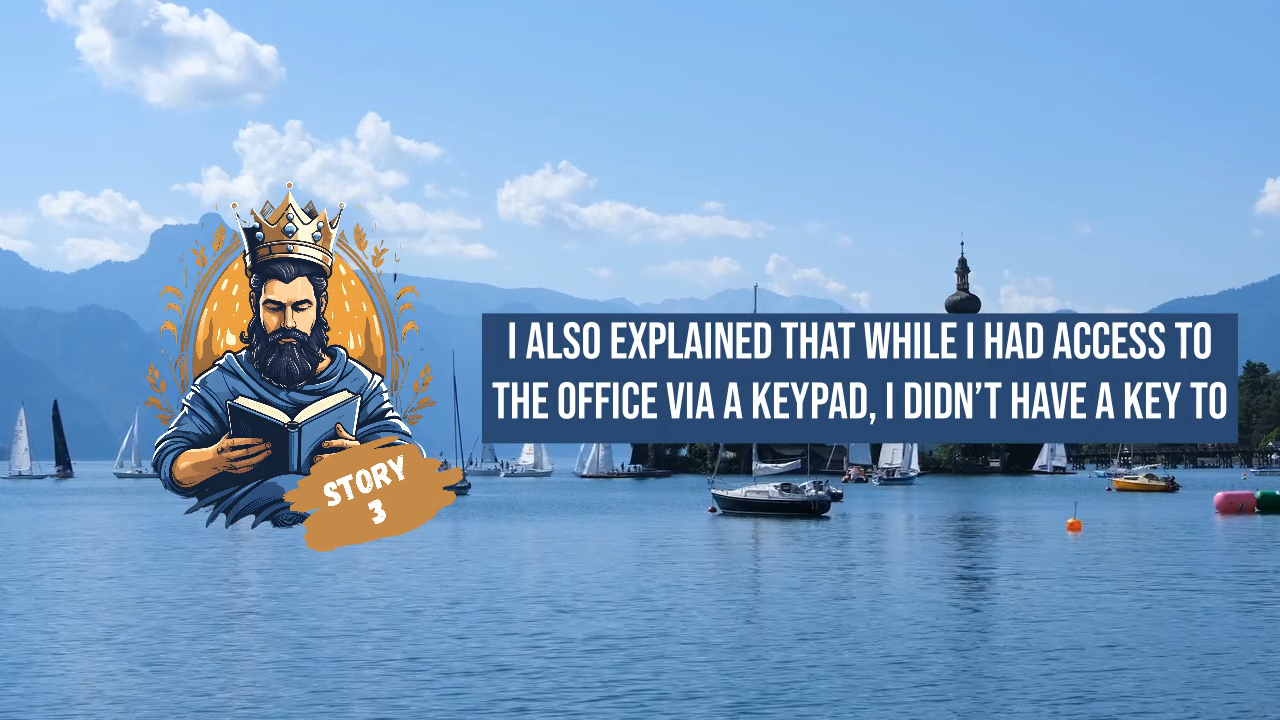 I ALSO EXPLAINED THAT WHILE I HAD ACCESS TO
THE OFFICE VIA A KEYPAD, I DIDN'T HAVE A KEY TO
STORY
3